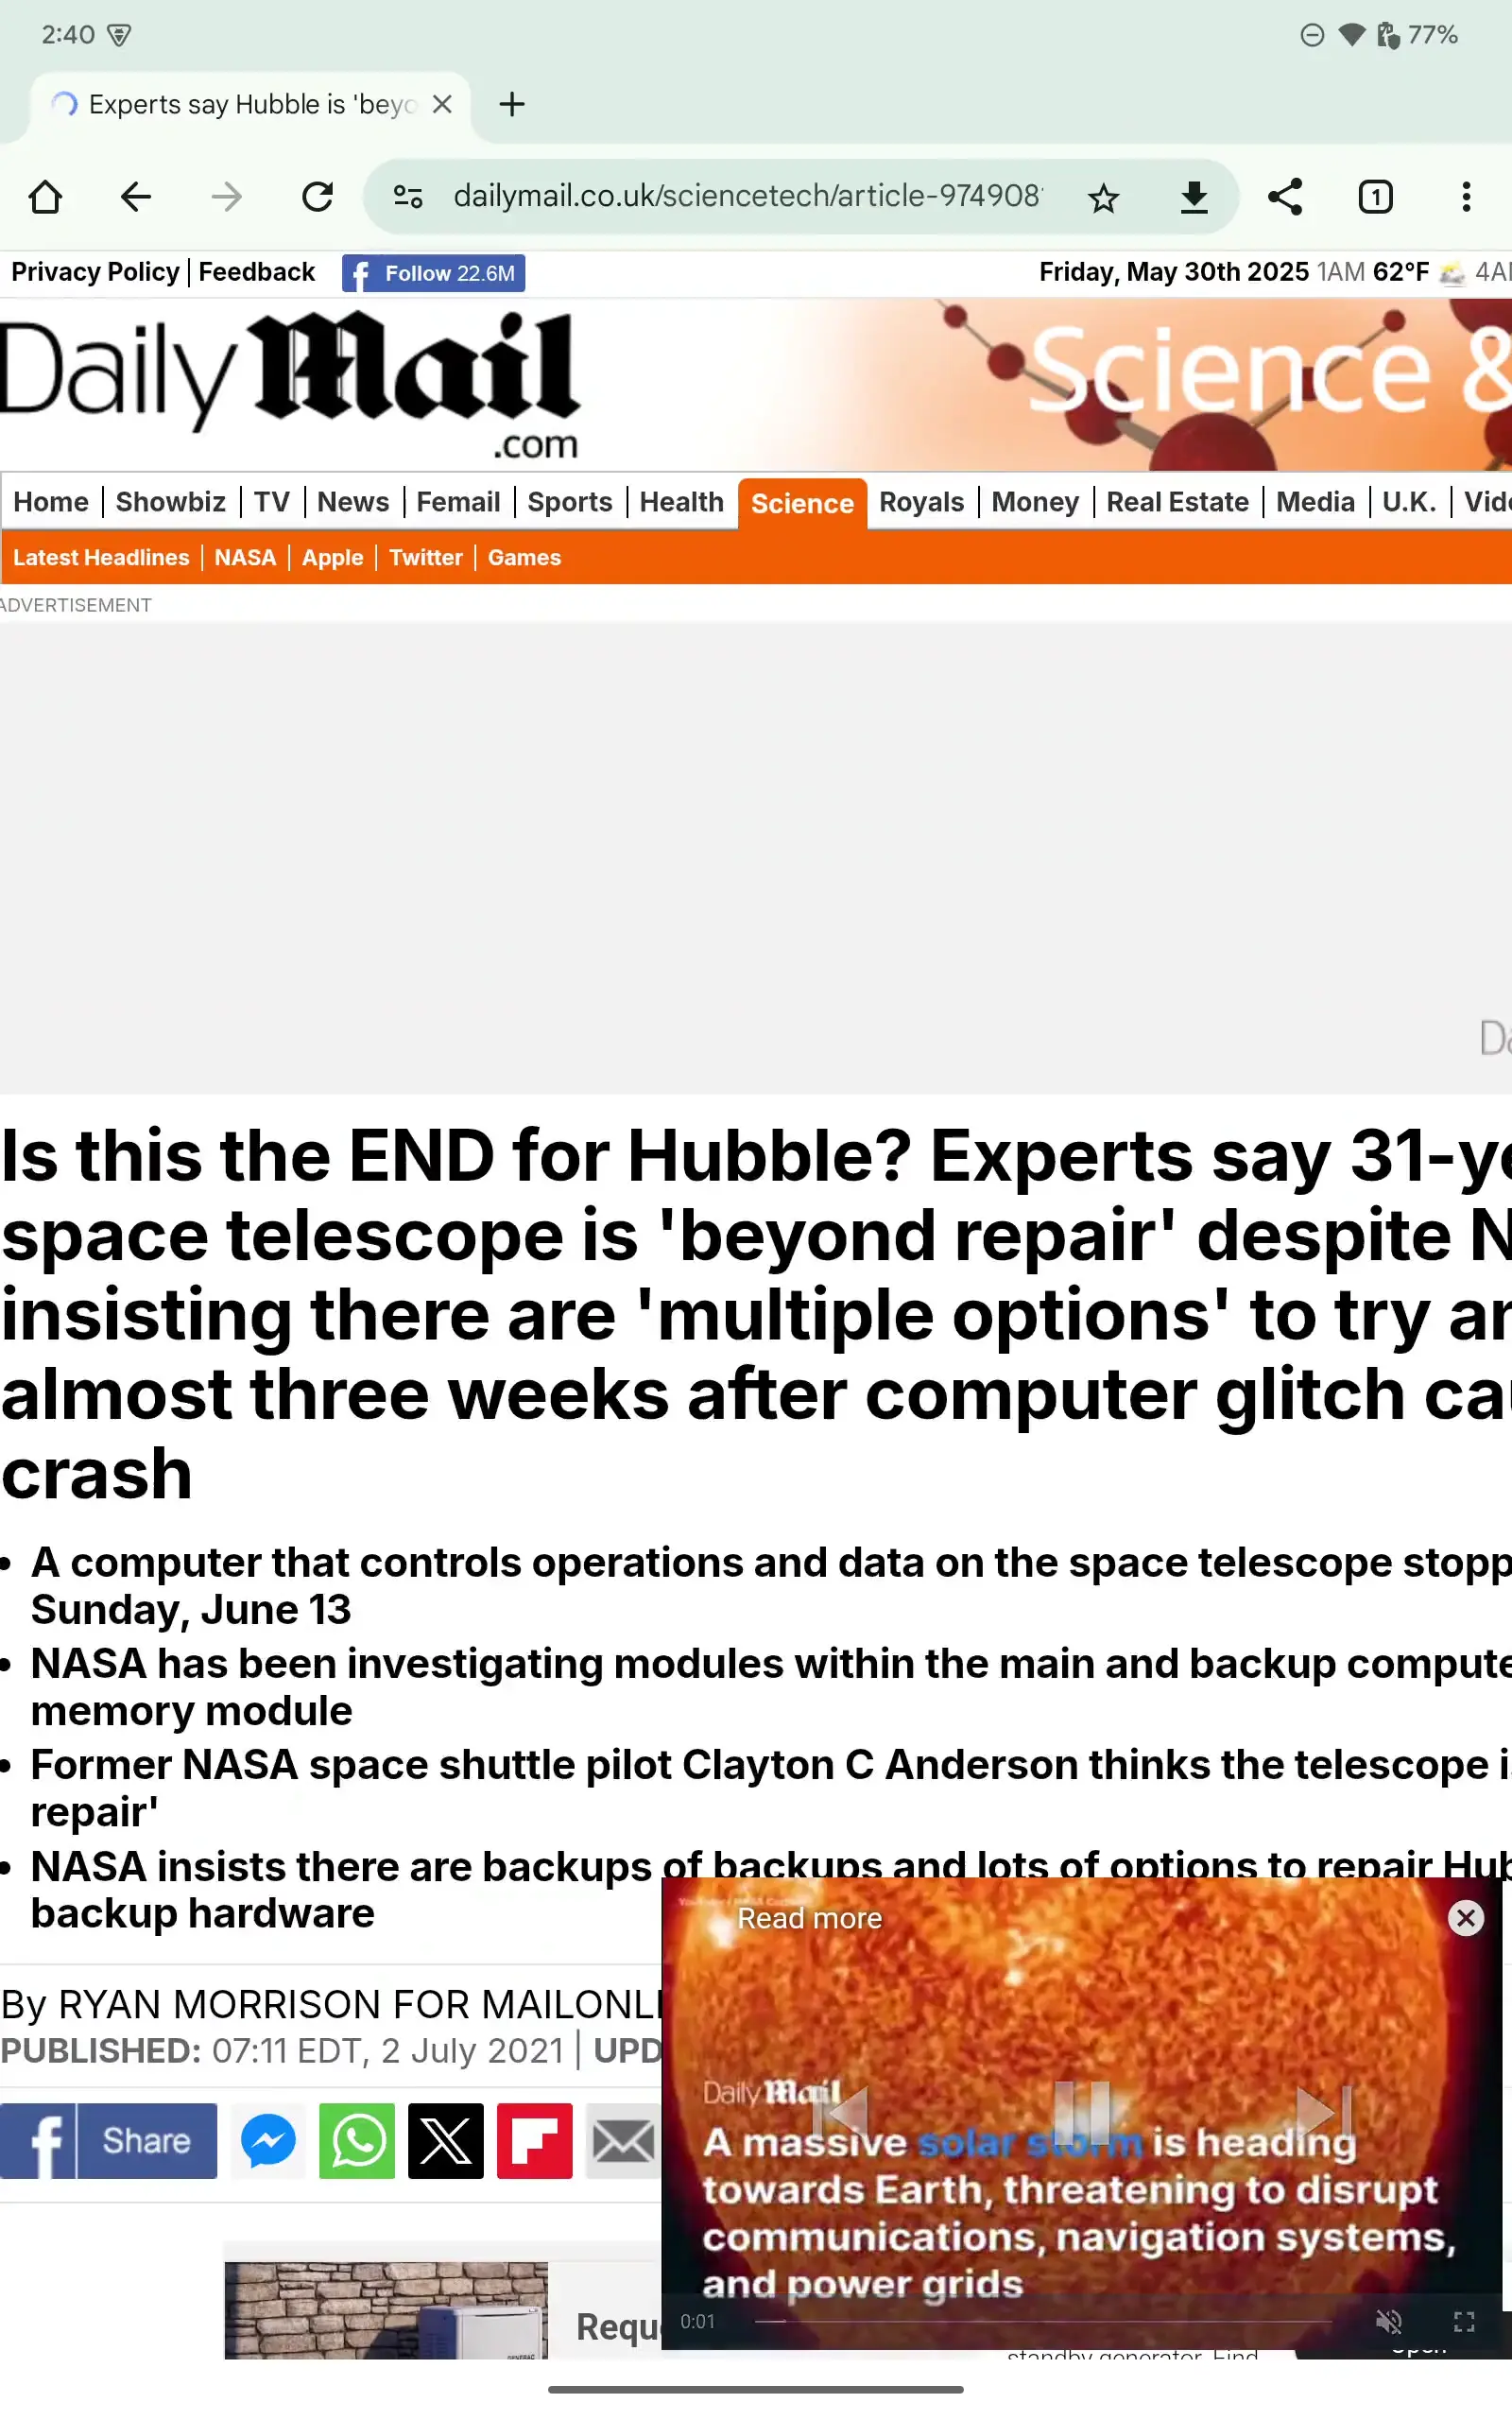 2:40 77%
Experts say Hubble is 'beyo
dailymail.co.uk/sciencetech/article-974908
1
Privacy Policy | Feedback Follow 22.6M Friday, May 30th 2025 1AM 62°F 4A
Daily Mail
.com
Science &
Home | Showbiz | TV | News | Femail | Sports | Health | Science | Royals | Money | Real Estate | Media | U.K. | Vid
Latest Headlines | NASA | Apple | Twitter | Games
ADVERTISEMENT
Da
Is this the END for Hubble? Experts say 31-ye
space telescope is 'beyond repair' despite N
insisting there are 'multiple options' to try an
almost three weeks after computer glitch cau
crash
• A computer that controls operations and data on the space telescope stopp
Sunday, June 13
• NASA has been investigating modules within the main and backup compute
memory module
• Former NASA space shuttle pilot Clayton C Anderson thinks the telescope i
repair'
• NASA insists there are backups of backups and lots of options to repair Hub
backup hardware
By RYAN MORRISON FOR MAILONLI
PUBLISHED: 07:11 EDT, 2 July 2021 | UPD
Share
Read more
Daily Mail
A massive solar storm is heading
towards Earth, threatening to disrupt
communications, navigation systems,
and power grids
0:01
Requ
standby generator. Find
Open